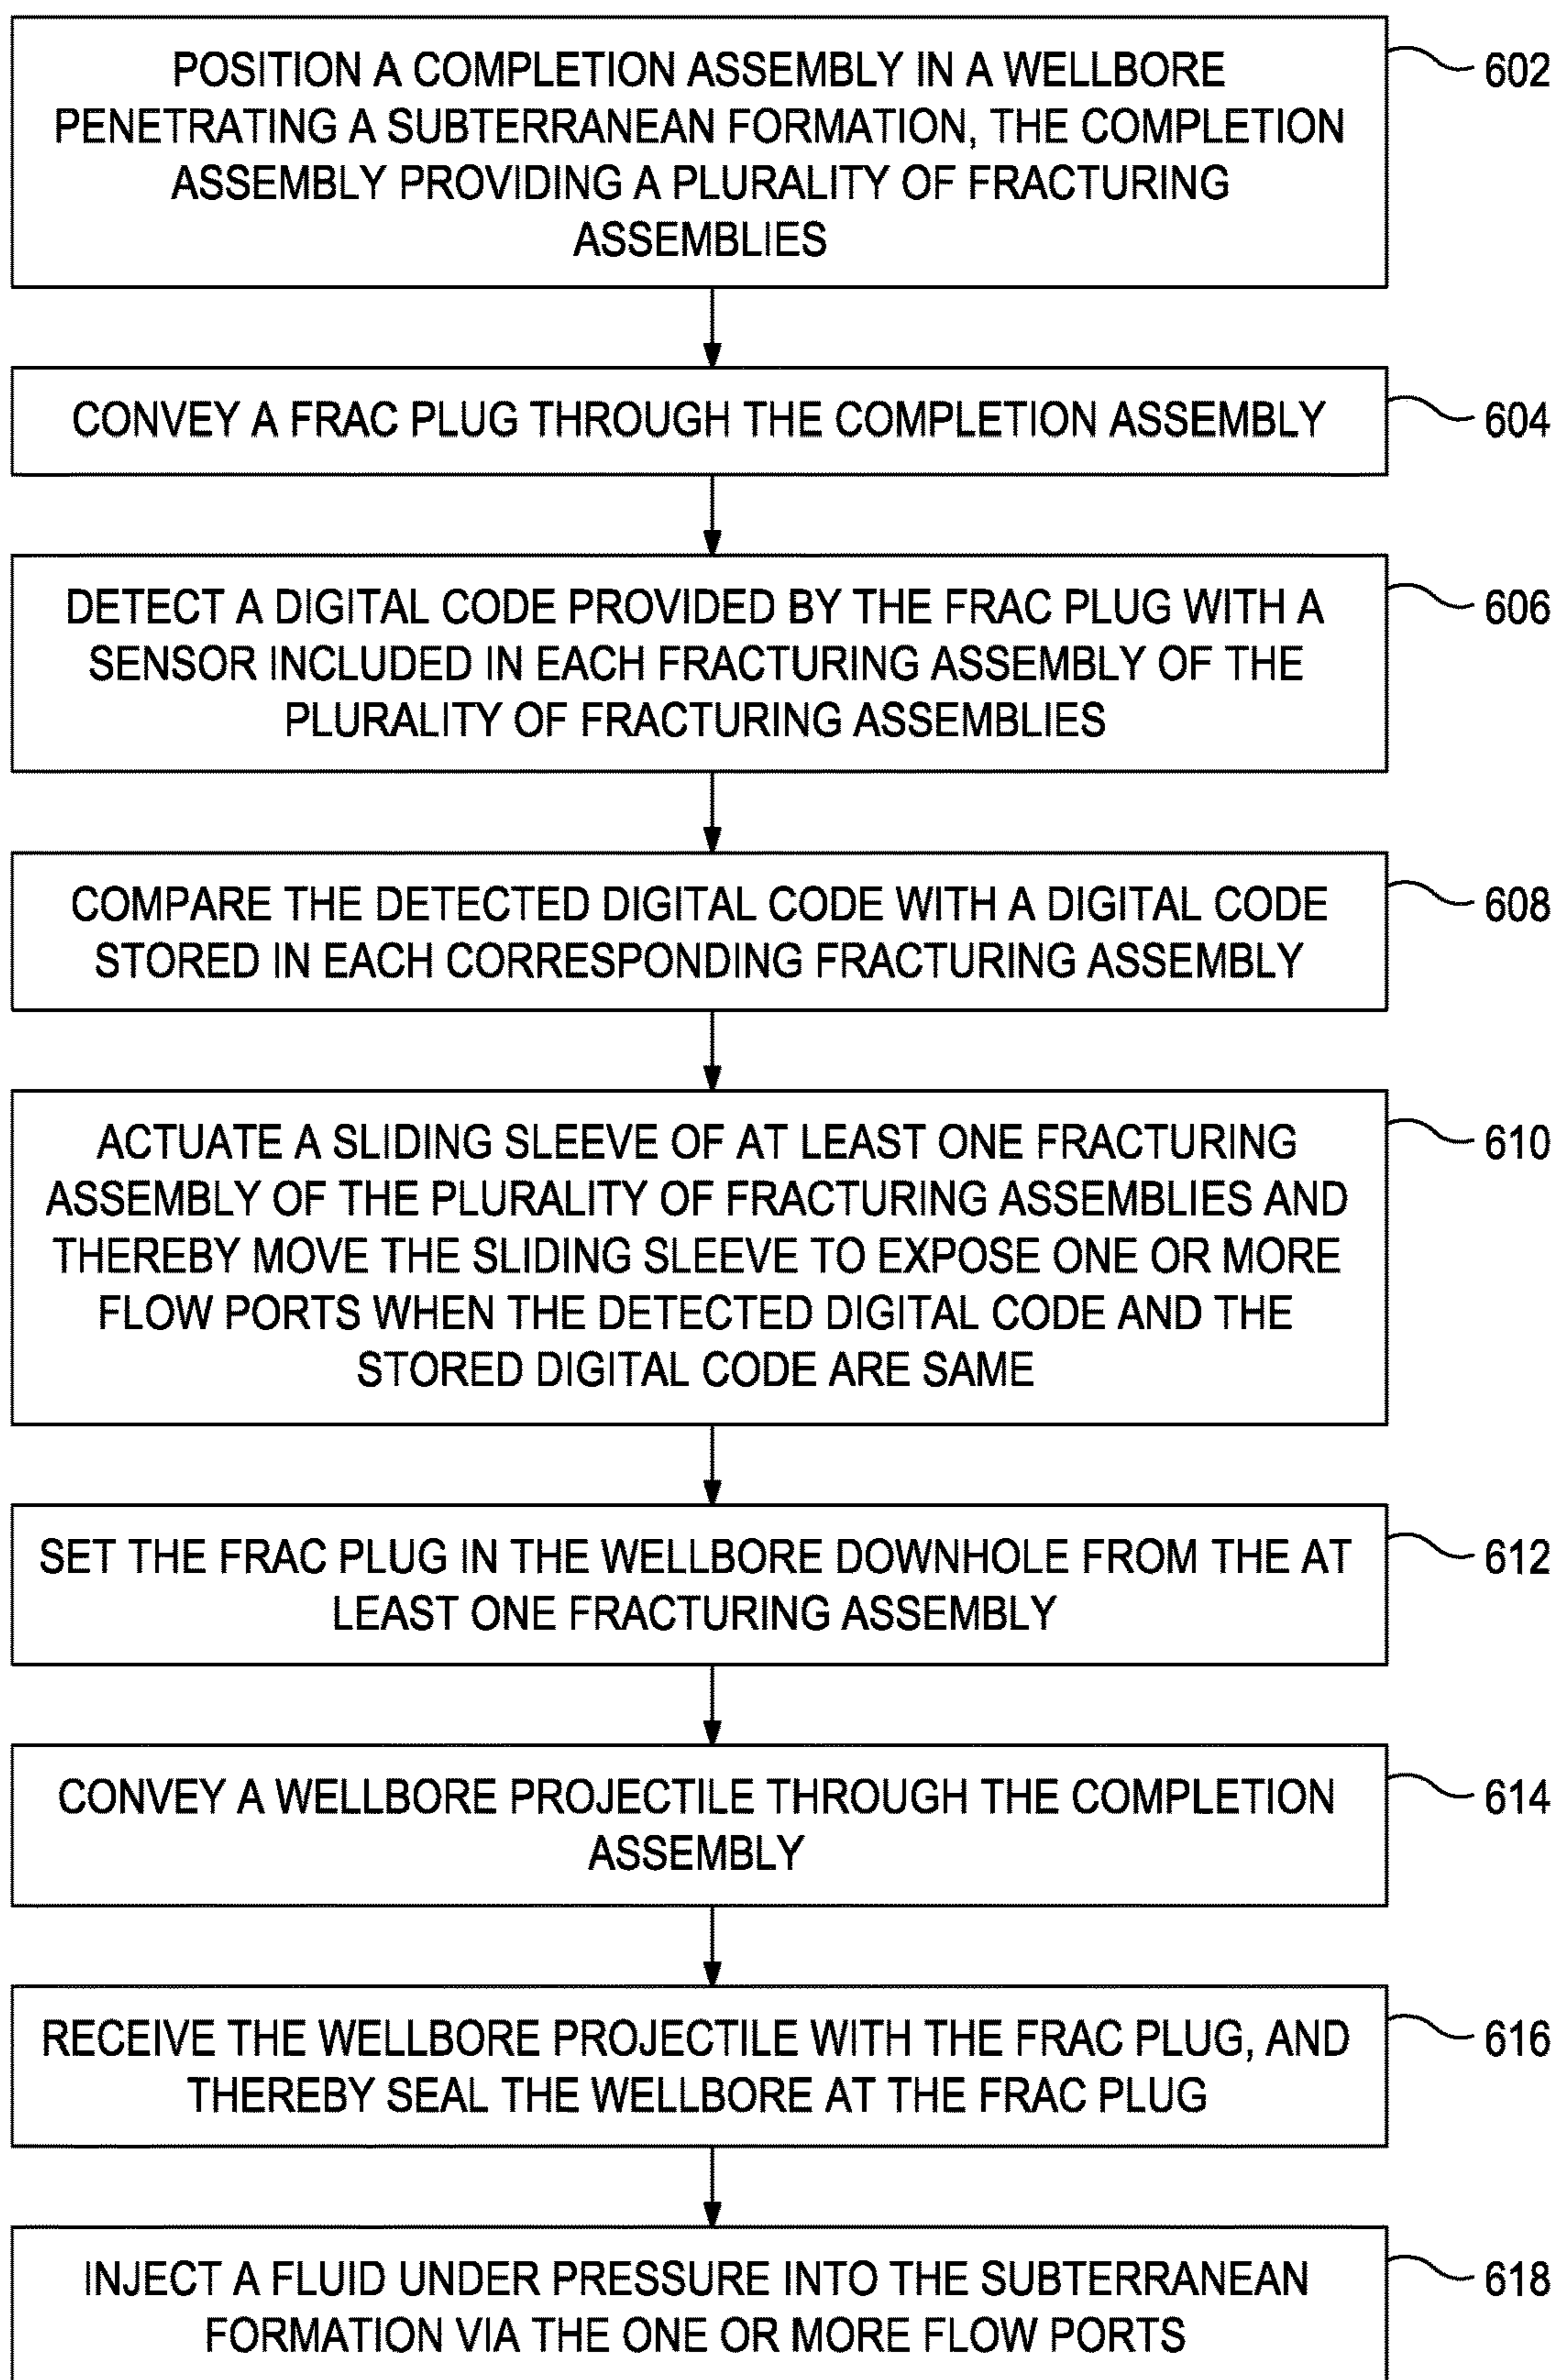 POSITION A COMPLETION ASSEMBLY IN A WELLBORE
PENETRATING A SUBTERRANEAN FORMATION, THE COMPLETION
ASSEMBLY PROVIDING A PLURALITY OF FRACTURING
ASSEMBLIES
602
CONVEY A FRAC PLUG THROUGH THE COMPLETION ASSEMBLY
604
DETECT A DIGITAL CODE PROVIDED BY THE FRAC PLUG WITH A
SENSOR INCLUDED IN EACH FRACTURING ASSEMBLY OF THE
PLURALITY OF FRACTURING ASSEMBLIES
606
COMPARE THE DETECTED DIGITAL CODE WITH A DIGITAL CODE
STORED IN EACH CORRESPONDING FRACTURING ASSEMBLY
608
ACTUATE A SLIDING SLEEVE OF AT LEAST ONE FRACTURING
ASSEMBLY OF THE PLURALITY OF FRACTURING ASSEMBLIES AND
THEREBY MOVE THE SLIDING SLEEVE TO EXPOSE ONE OR MORE
FLOW PORTS WHEN THE DETECTED DIGITAL CODE AND THE
STORED DIGITAL CODE ARE SAME
610
SET THE FRAC PLUG IN THE WELLBORE DOWNHOLE FROM THE AT
LEAST ONE FRACTURING ASSEMBLY
612
CONVEY A WELLBORE PROJECTILE THROUGH THE COMPLETION
ASSEMBLY
614
RECEIVE THE WELLBORE PROJECTILE WITH THE FRAC PLUG, AND
THEREBY SEAL THE WELLBORE AT THE FRAC PLUG
616
INJECT A FLUID UNDER PRESSURE INTO THE SUBTERRANEAN
FORMATION VIA THE ONE OR MORE FLOW PORTS
618